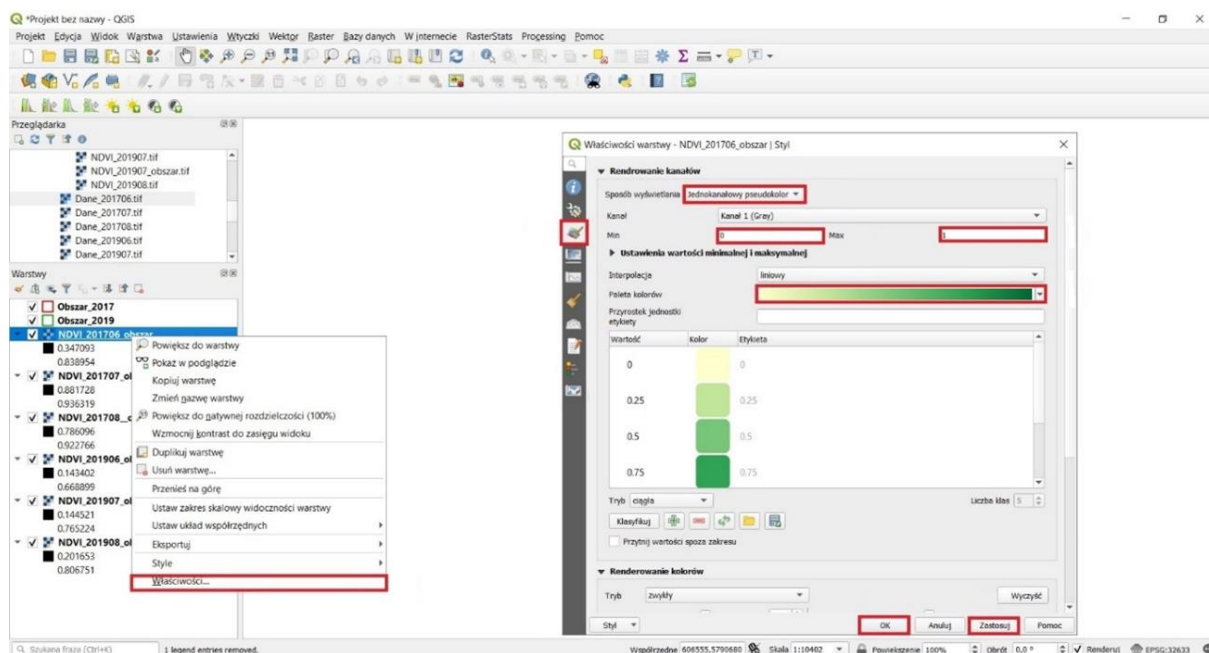 *Projekt bez nazwy - QGIS
Projekt Edycja Widok Warstwa Ustawienia Wtyczki Wektor Raster Bazy danych W internecie RasterStats Processing Pomoc
Przeglądarka
NDVI_201907.tif
NDVI_201907_obszar.tif
NDVI_201908.tif
Dane_201706.tif
Dane_201707.tif
Dane_201708.tif
Dane_201906.tif
Dane_201907.tif
Warstwy
Obszar_2017
Obszar_2019
NDVI_201706_obszar
0.347093
0.838954
NDVI_201707_ob
0.881728
0.936319
NDVI_201708_
0.786096
0.922766
NDVI_201906_ob
0.143402
0.668899
NDVI_201907_ob
0.144521
0.765224
NDVI_201908_ob
0.201653
0.806751
Powiększ do warstwy
Pokaż w podglądzie
Kopiuj warstwę
Zmień nazwę warstwy
Powiększ do natywnej rozdzielczości (100%)
Wzmocnij kontrast do zasięgu widoku
Duplikuj warstwę
Usuń warstwę...
Przenieś na górę
Ustaw zakres skalowy widoczności warstwy
Ustaw układ współrzędnych
Eksportuj
Style
Właściwości...
Właściwości warstwy - NDVI_201706_obszar | Styl
Rendrowanie kanałów
Sposób wyświetlania Jednokanałowy pseudokolor
Kanał Kanał 1 (Gray)
Min 0 Max 1
Ustawienia wartości minimalnej i maksymalnej
Interpolacje liniowy
Paleta kolorów
Przyrostek jednostki
etykiety
Wartość Kolor Etykieta
0 0
0.25 0.25
0.5 0.5
0.75 0.75
Tryb ciągła Liczba klas 5
Klasyfikuj
Przytnij wartości spoza zakresu
Renderowanie kolorów
Tryb zwykły Wyczyść
Styl OK Anuluj Zastosuj Pomoc
Szukana fraza (Ctrl+K) 1 legend entries removed. Współrzędne 606555,5790680 Skala 1:10402 Powiększenie 100% Obrót 0,0 ° Renderuj EPSG:32633